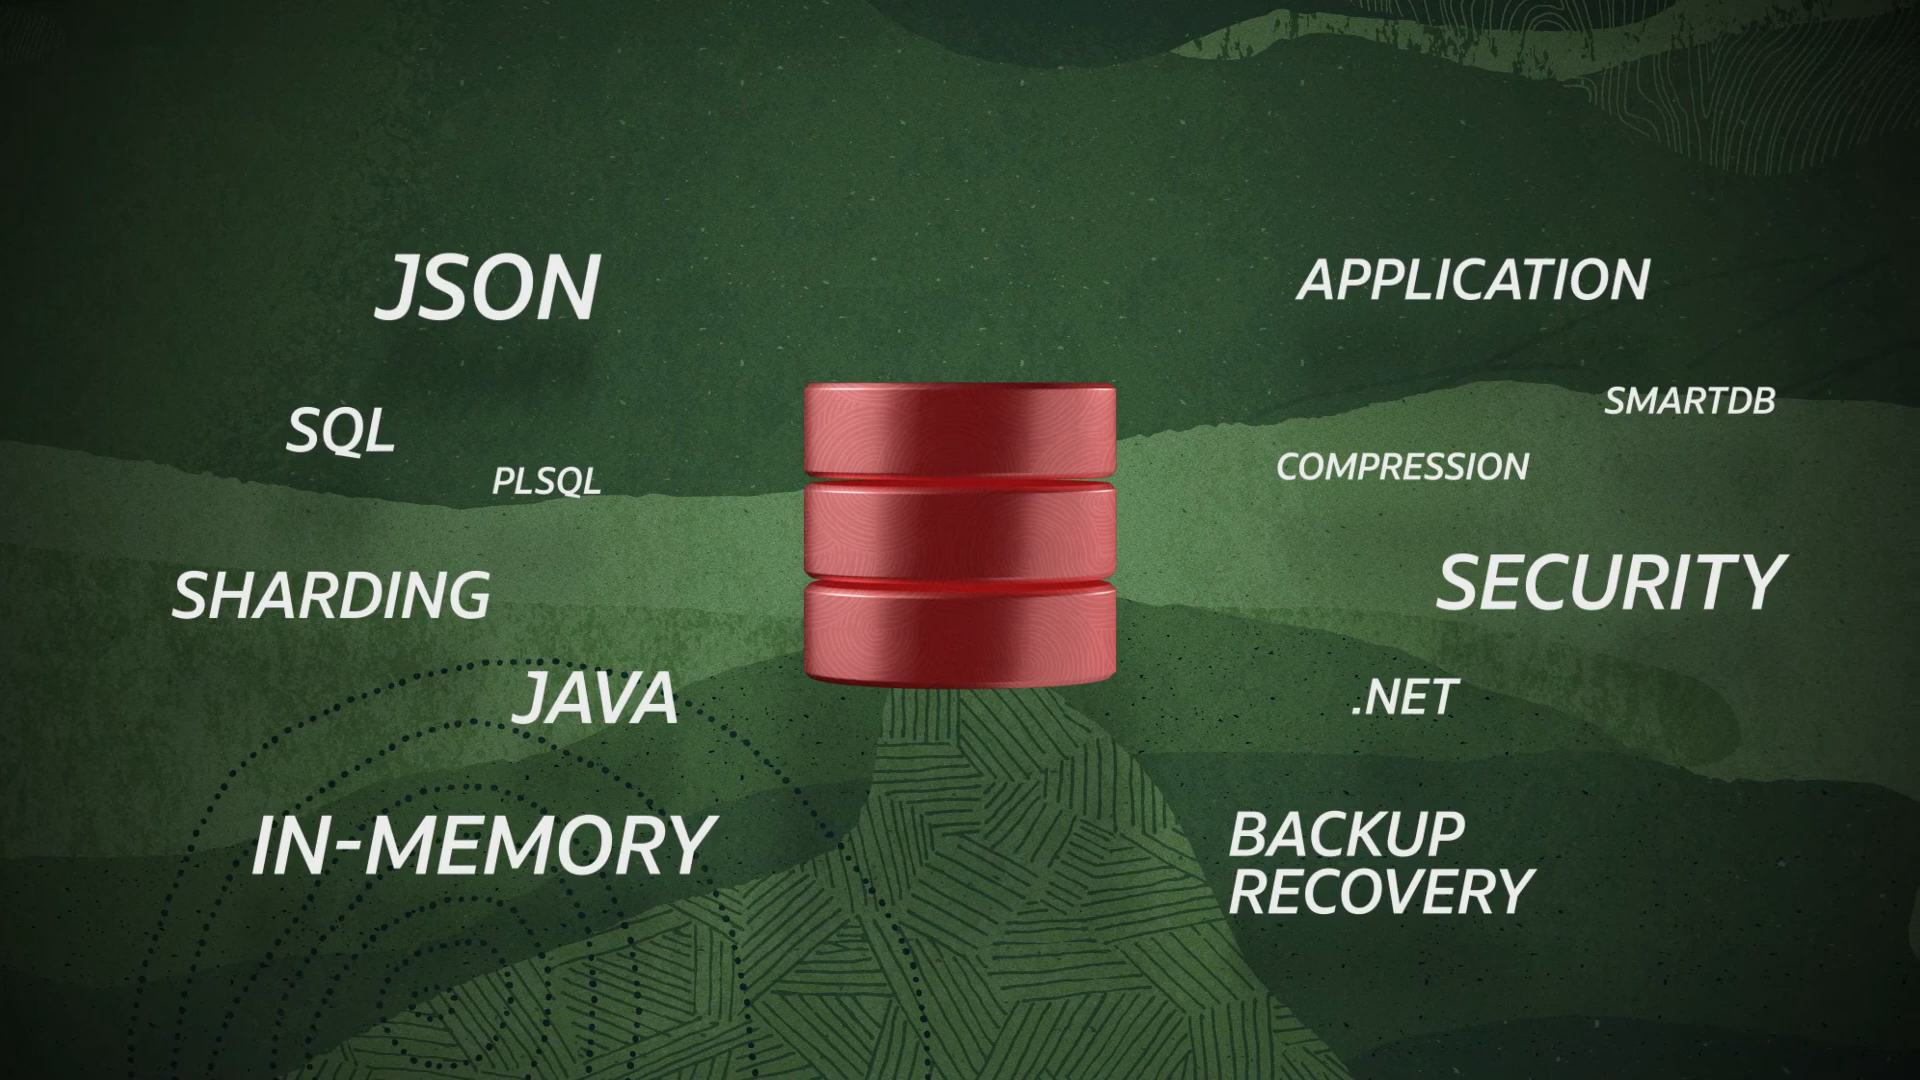 JSON
SQL
PLSQL
SHARDING
JAVA
IN-MEMORY
APPLICATION
SMARTDB
COMPRESSION
SECURITY
.NET
BACKUP
RECOVERY